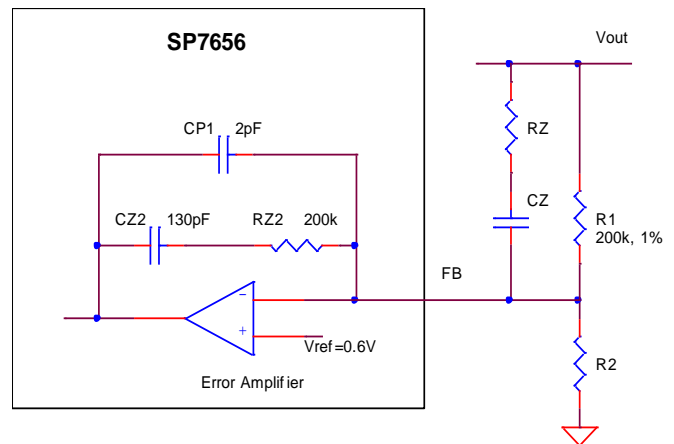 SP7656
Vout
CP1 2pF
RZ
CZ2 130pF RZ2 200k
CZ
R1
200k, 1%
FB
-
+
Vref=0.6V
R2
Error Amplifier